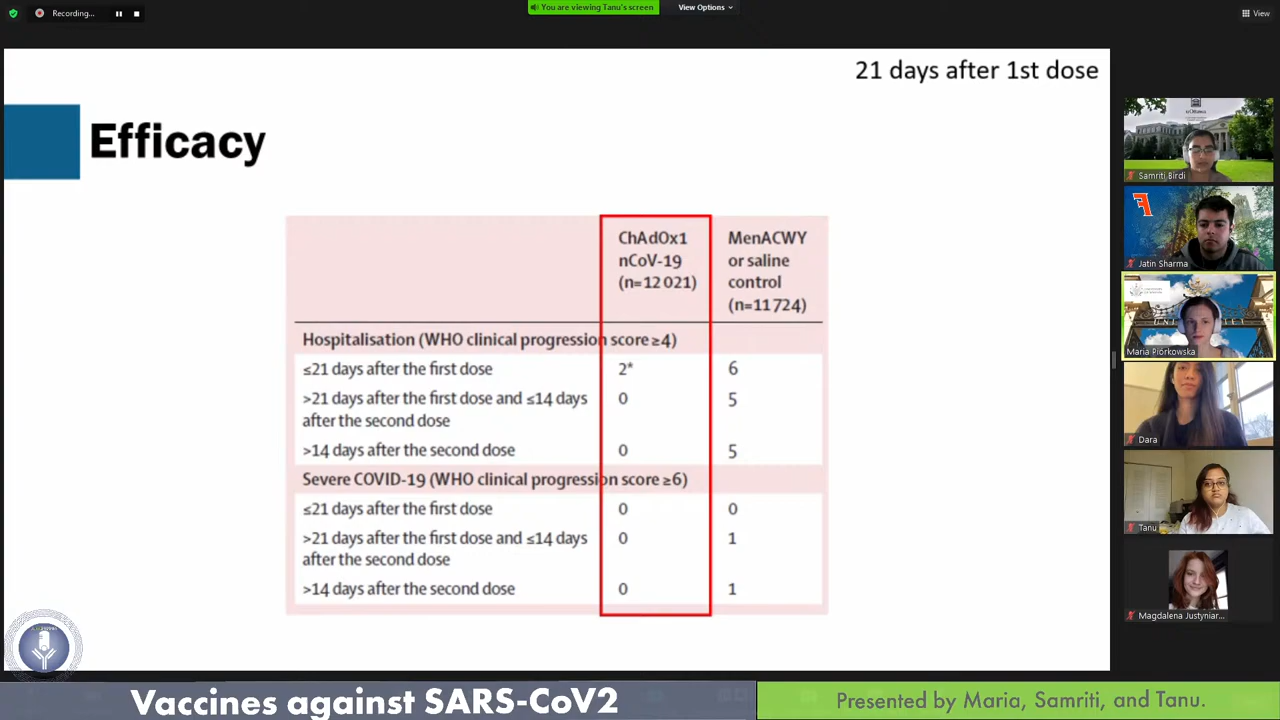 Recording...
You are viewing Tanu's screen
View Options
View
21 days after 1st dose
Efficacy
ChAdOx1
nCoV-19
(n=12 021)
MenACWY
or saline
control
(n=11 724)
Hospitalisation (WHO clinical progression score ≥4)
≤21 days after the first dose 2* 6
>21 days after the first dose and ≤14 days 0 5
after the second dose
>14 days after the second dose 0 5
Severe COVID-19 (WHO clinical progression score ≥6)
≤21 days after the first dose 0 0
>21 days after the first dose and ≤14 days 0 1
after the second dose
>14 days after the second dose 0 1
Samriti Birdi
Jatin Sharma
Maria Piórkowska
Dara
Tanu
Magdalena Justyniar...
Vaccines against SARS-CoV2
Presented by Maria, Samriti, and Tanu.